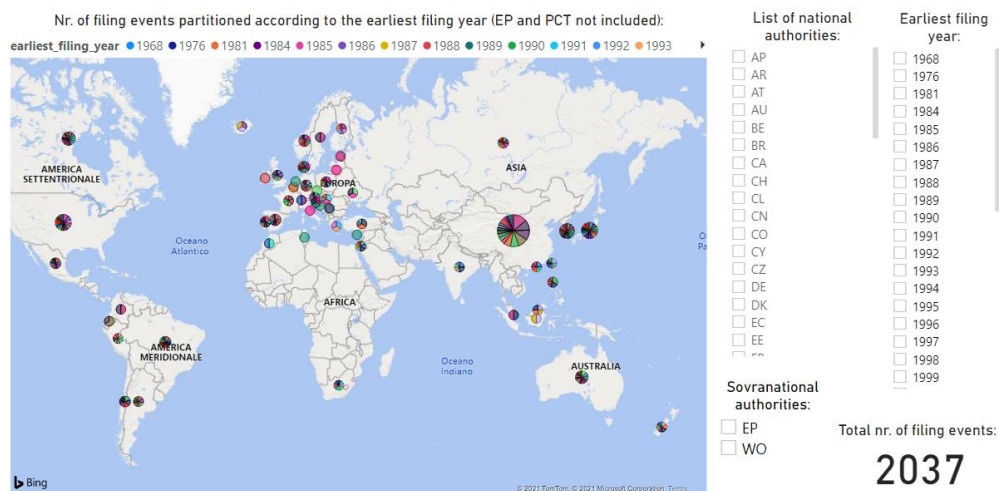 Nr. of filing events partitioned according to the earliest filing year (EP and PCT not included):
earliest_filing_year 1968 1976 1981 1984 1985 1986 1987 1988 1989 1990 1991 1992 1993
AMERICA
SETTENTRIONALE
Oceano
Atlantico
AMERICA
MERIDIONALE
EUROPA
AFRICA
ASIA
Oceano
Indiano
AUSTRALIA
Oceano
Pa
Bing
© 2021 TomTom, © 2021 Microsoft Corporation Terms
List of national
authorities:
AP
AR
AT
AU
BE
BR
CA
CH
CL
CN
CO
CY
CZ
DE
DK
EC
EE
Sovranational
authorities:
EP
WO
Earliest filing
year:
1968
1976
1981
1984
1985
1986
1987
1988
1989
1990
1991
1992
1993
1994
1995
1996
1997
1998
1999
Total nr. of filing events:
2037